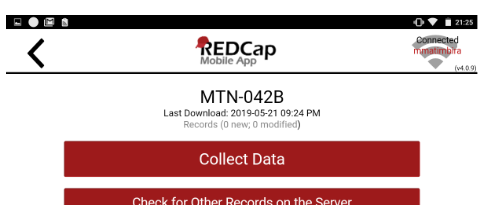 21:25
REDCap
Mobile App
Connected
mmatimbira
(v4.0.9)
MTN-042B
Last Download: 2019-05-21 09:24 PM
Records (0 new; 0 modified)
Collect Data
Check for Other Records on the Server